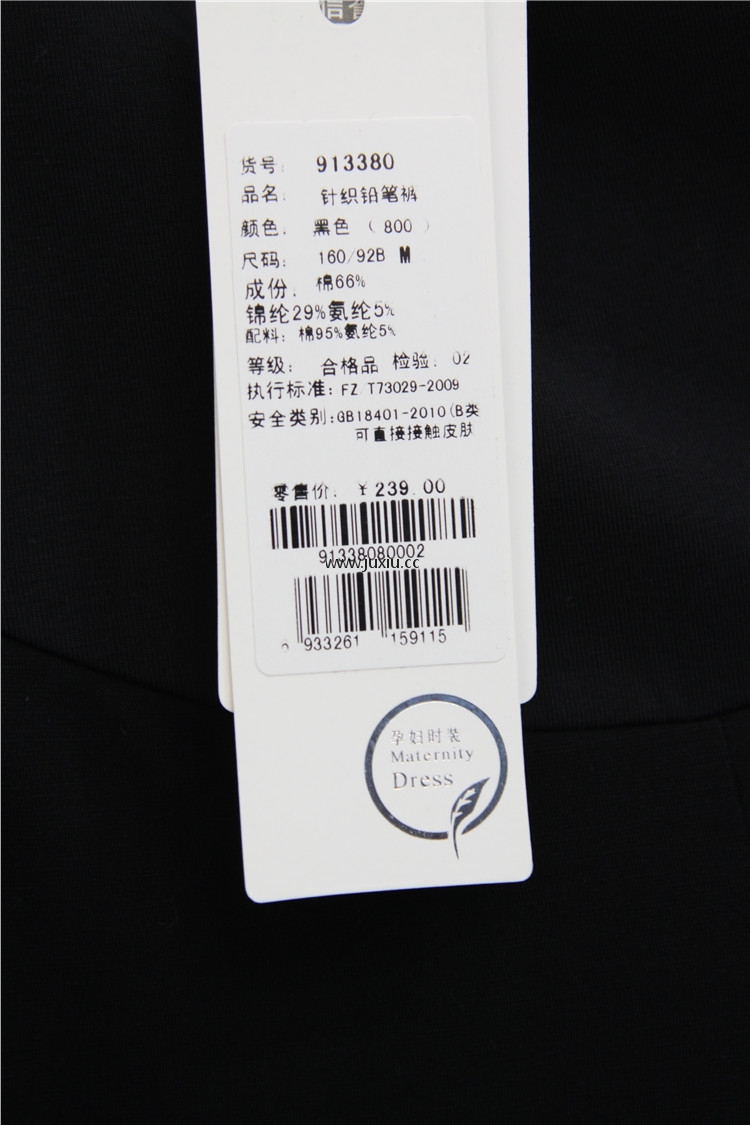 货号: 913380
品名: 针织铅笔裤
颜色: 黑色 ( 800 )
尺码: 160/92B M
成份: 棉66%
锦纶29%氨纶5%
配料: 棉95%氨纶5%
等级: 合格品 检验: 02
执行标准: FZ T73029-2009
安全类别:GB18401-2010(B类
可直接接触皮肤
零售价: ¥239.00
91338080002
www.juxiu.cc
6 933261 159115
孕妇时装
Maternity
Dress